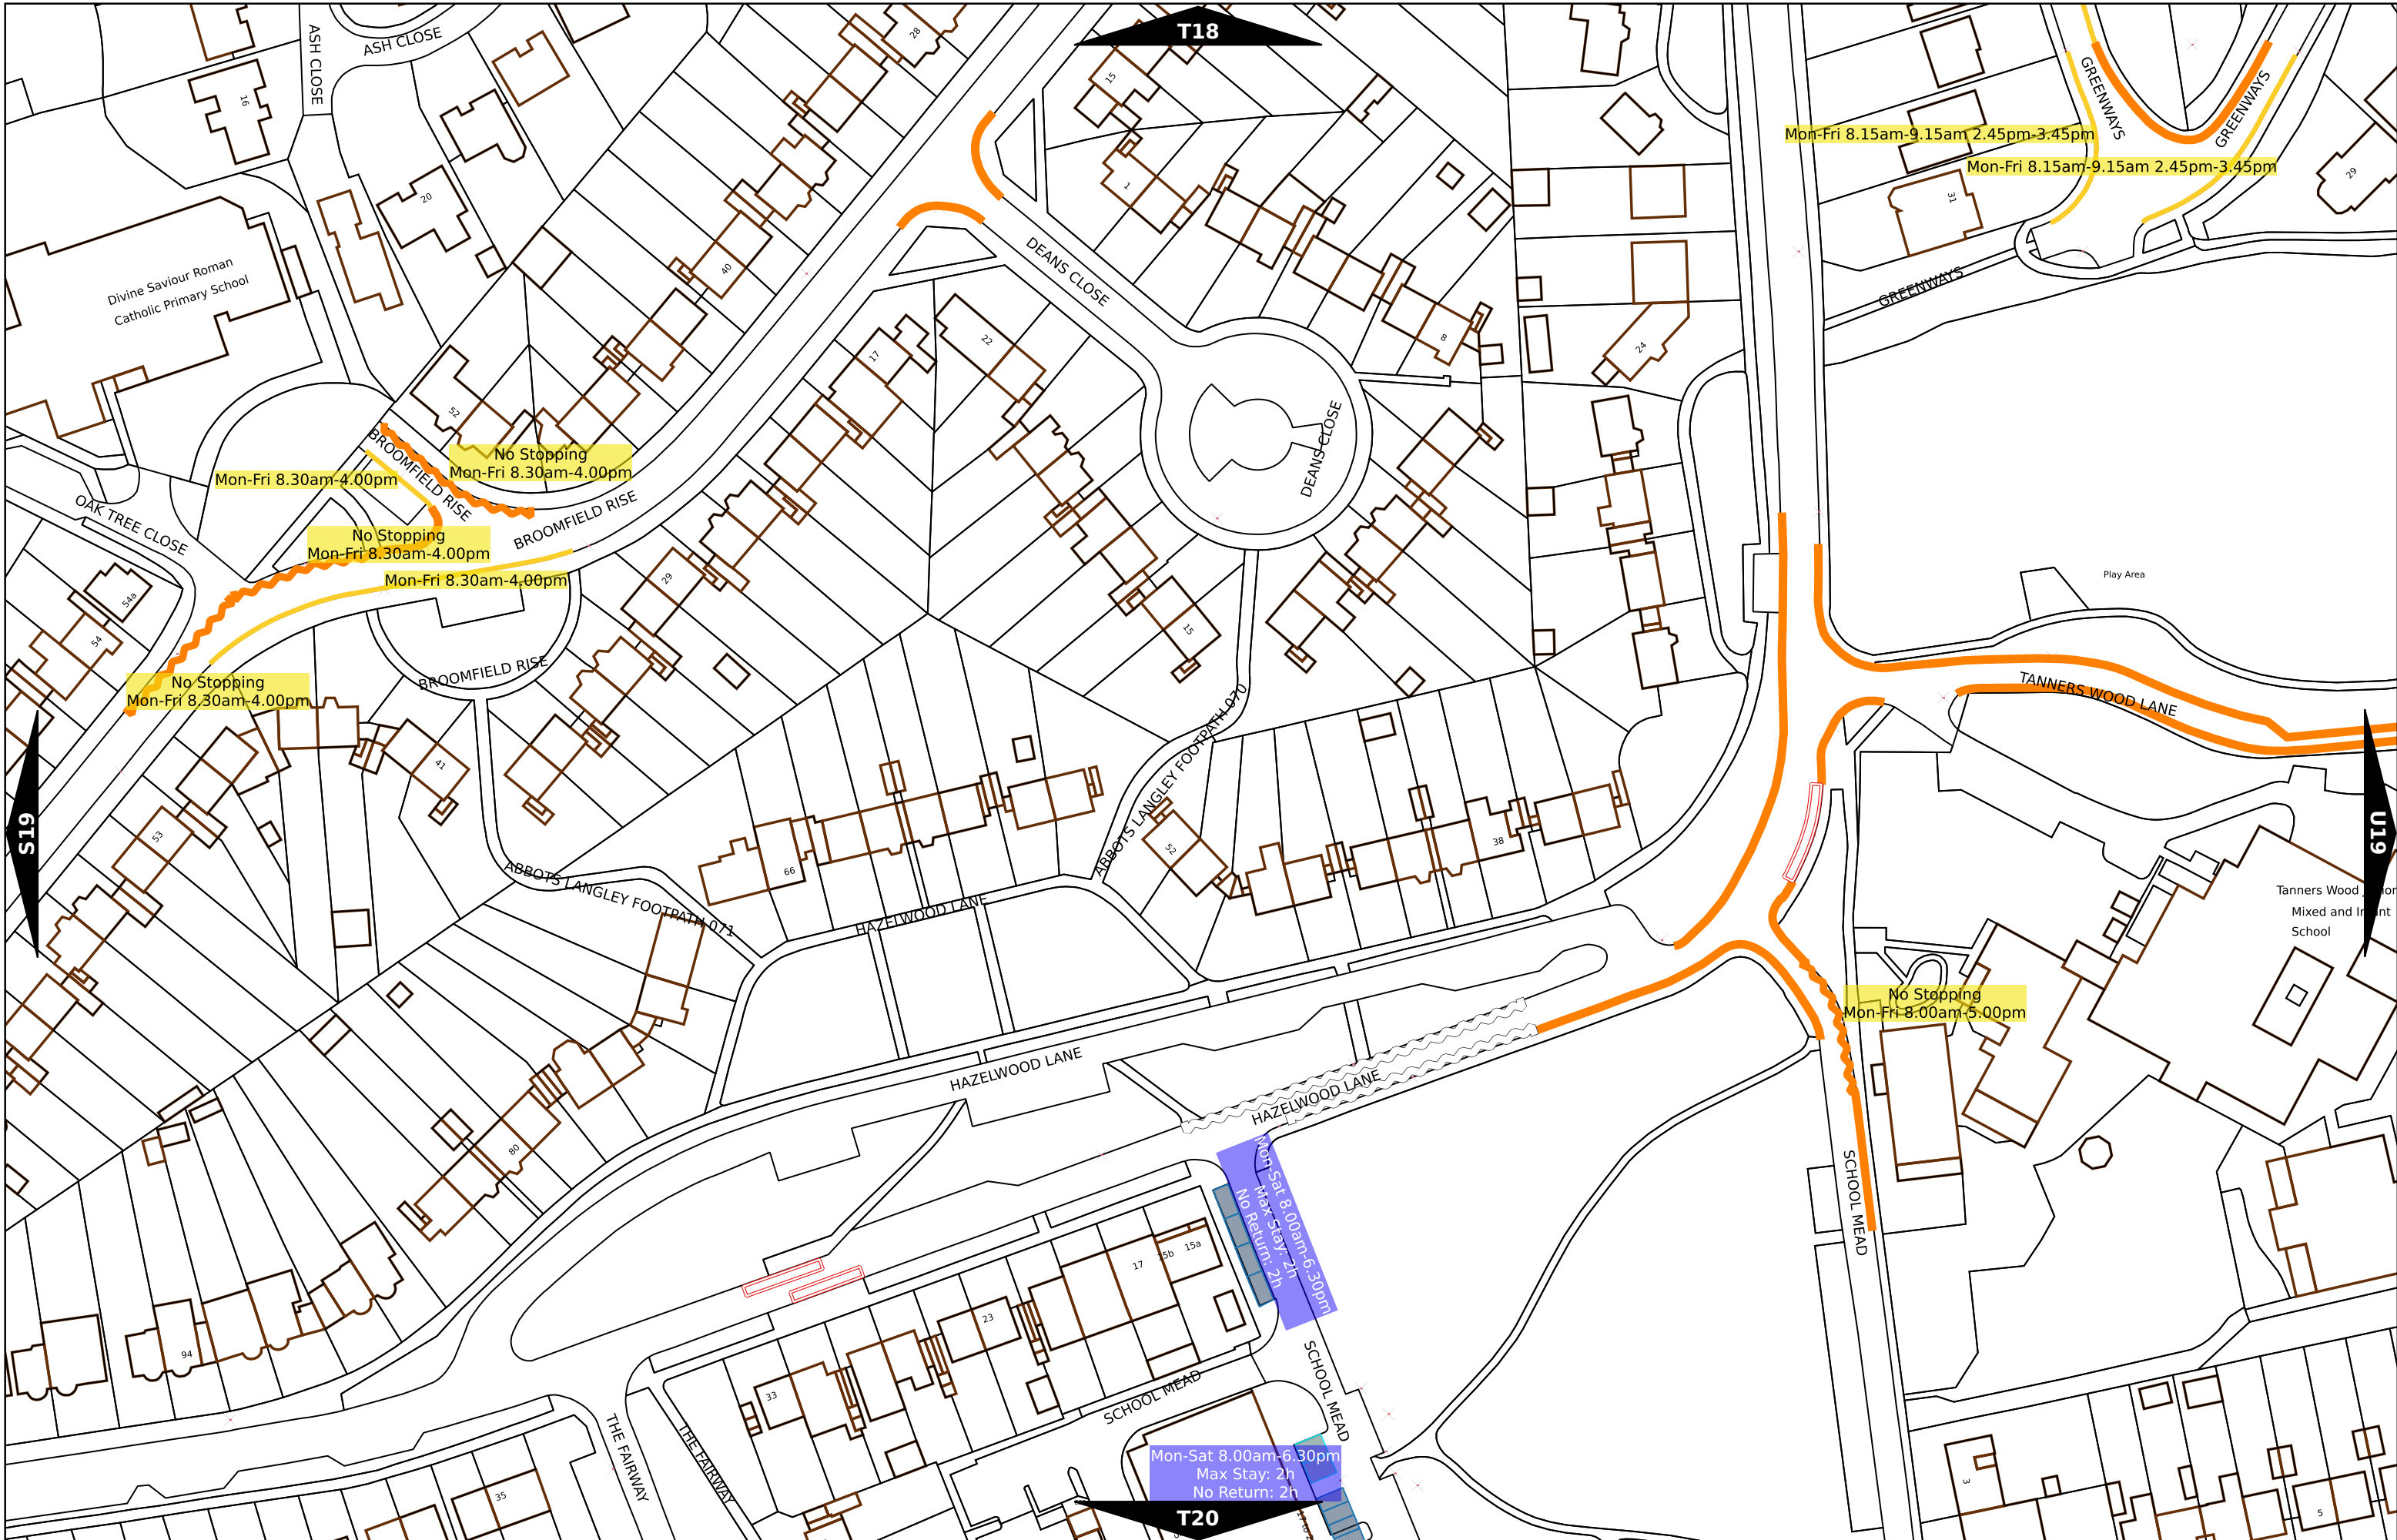 T18
ASH CLOSE
ASH CLOSE
28
15
16
GREENWAYS
GREENWAYS
Mon-Fri 8.15am-9.15am 2.45pm-3.45pm
Mon-Fri 8.15am-9.15am 2.45pm-3.45pm
29
31
1
20
40
DEANS CLOSE
GREENWAYS
Divine Saviour Roman
Catholic Primary School
17
22
8
24
52
DEANS CLOSE
BROOMFIELD RISE
No Stopping
Mon-Fri 8.30am-4.00pm
Mon-Fri 8.30am-4.00pm
OAK TREE CLOSE
BROOMFIELD RISE
No Stopping
Mon-Fri 8.30am-4.00pm
Mon-Fri 8.30am-4.00pm
Play Area
54a
54
29
15
BROOMFIELD RISE
No Stopping
Mon-Fri 8.30am-4.00pm
TANNERS WOOD LANE
ABBOTS LANGLEY FOOTPATH 070
41
53
S19
U19
52
38
66
ABBOTS LANGLEY FOOTPATH 071
HAZELWOOD LANE
Tanners Wood Junior
Mixed and Infant
School
No Stopping
Mon-Fri 8.00am-5.00pm
HAZELWOOD LANE
HAZELWOOD LANE
80
Mon-Sat 8.00am-6.30pm
Max Stay: 2h
No Return: 2h
SCHOOL MEAD
17
15b
15a
23
94
33
SCHOOL MEAD
SCHOOL MEAD
THE FAIRWAY
THE FAIRWAY
Mon-Sat 8.00am-6.30pm
Max Stay: 2h
No Return: 2h
35
3
5
T20